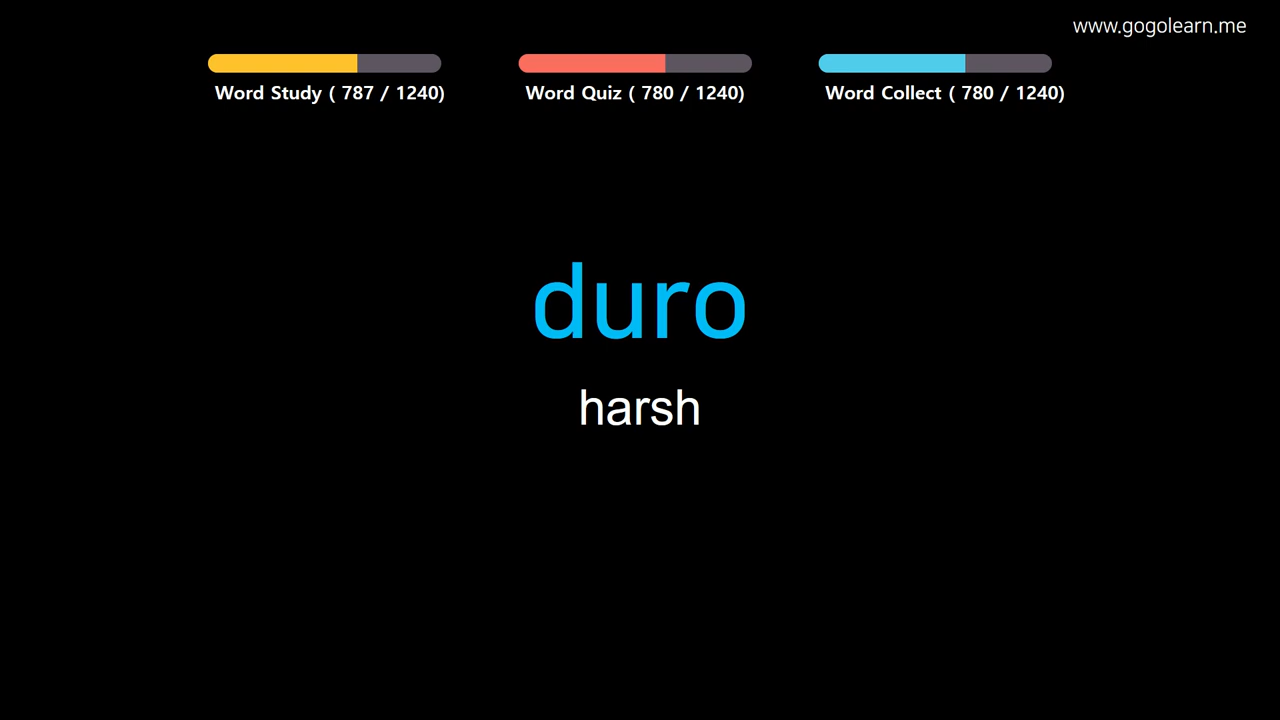 www.gogolearn.me
Word Study ( 787 / 1240)
Word Quiz ( 780 / 1240)
Word Collect ( 780 / 1240)
duro
harsh